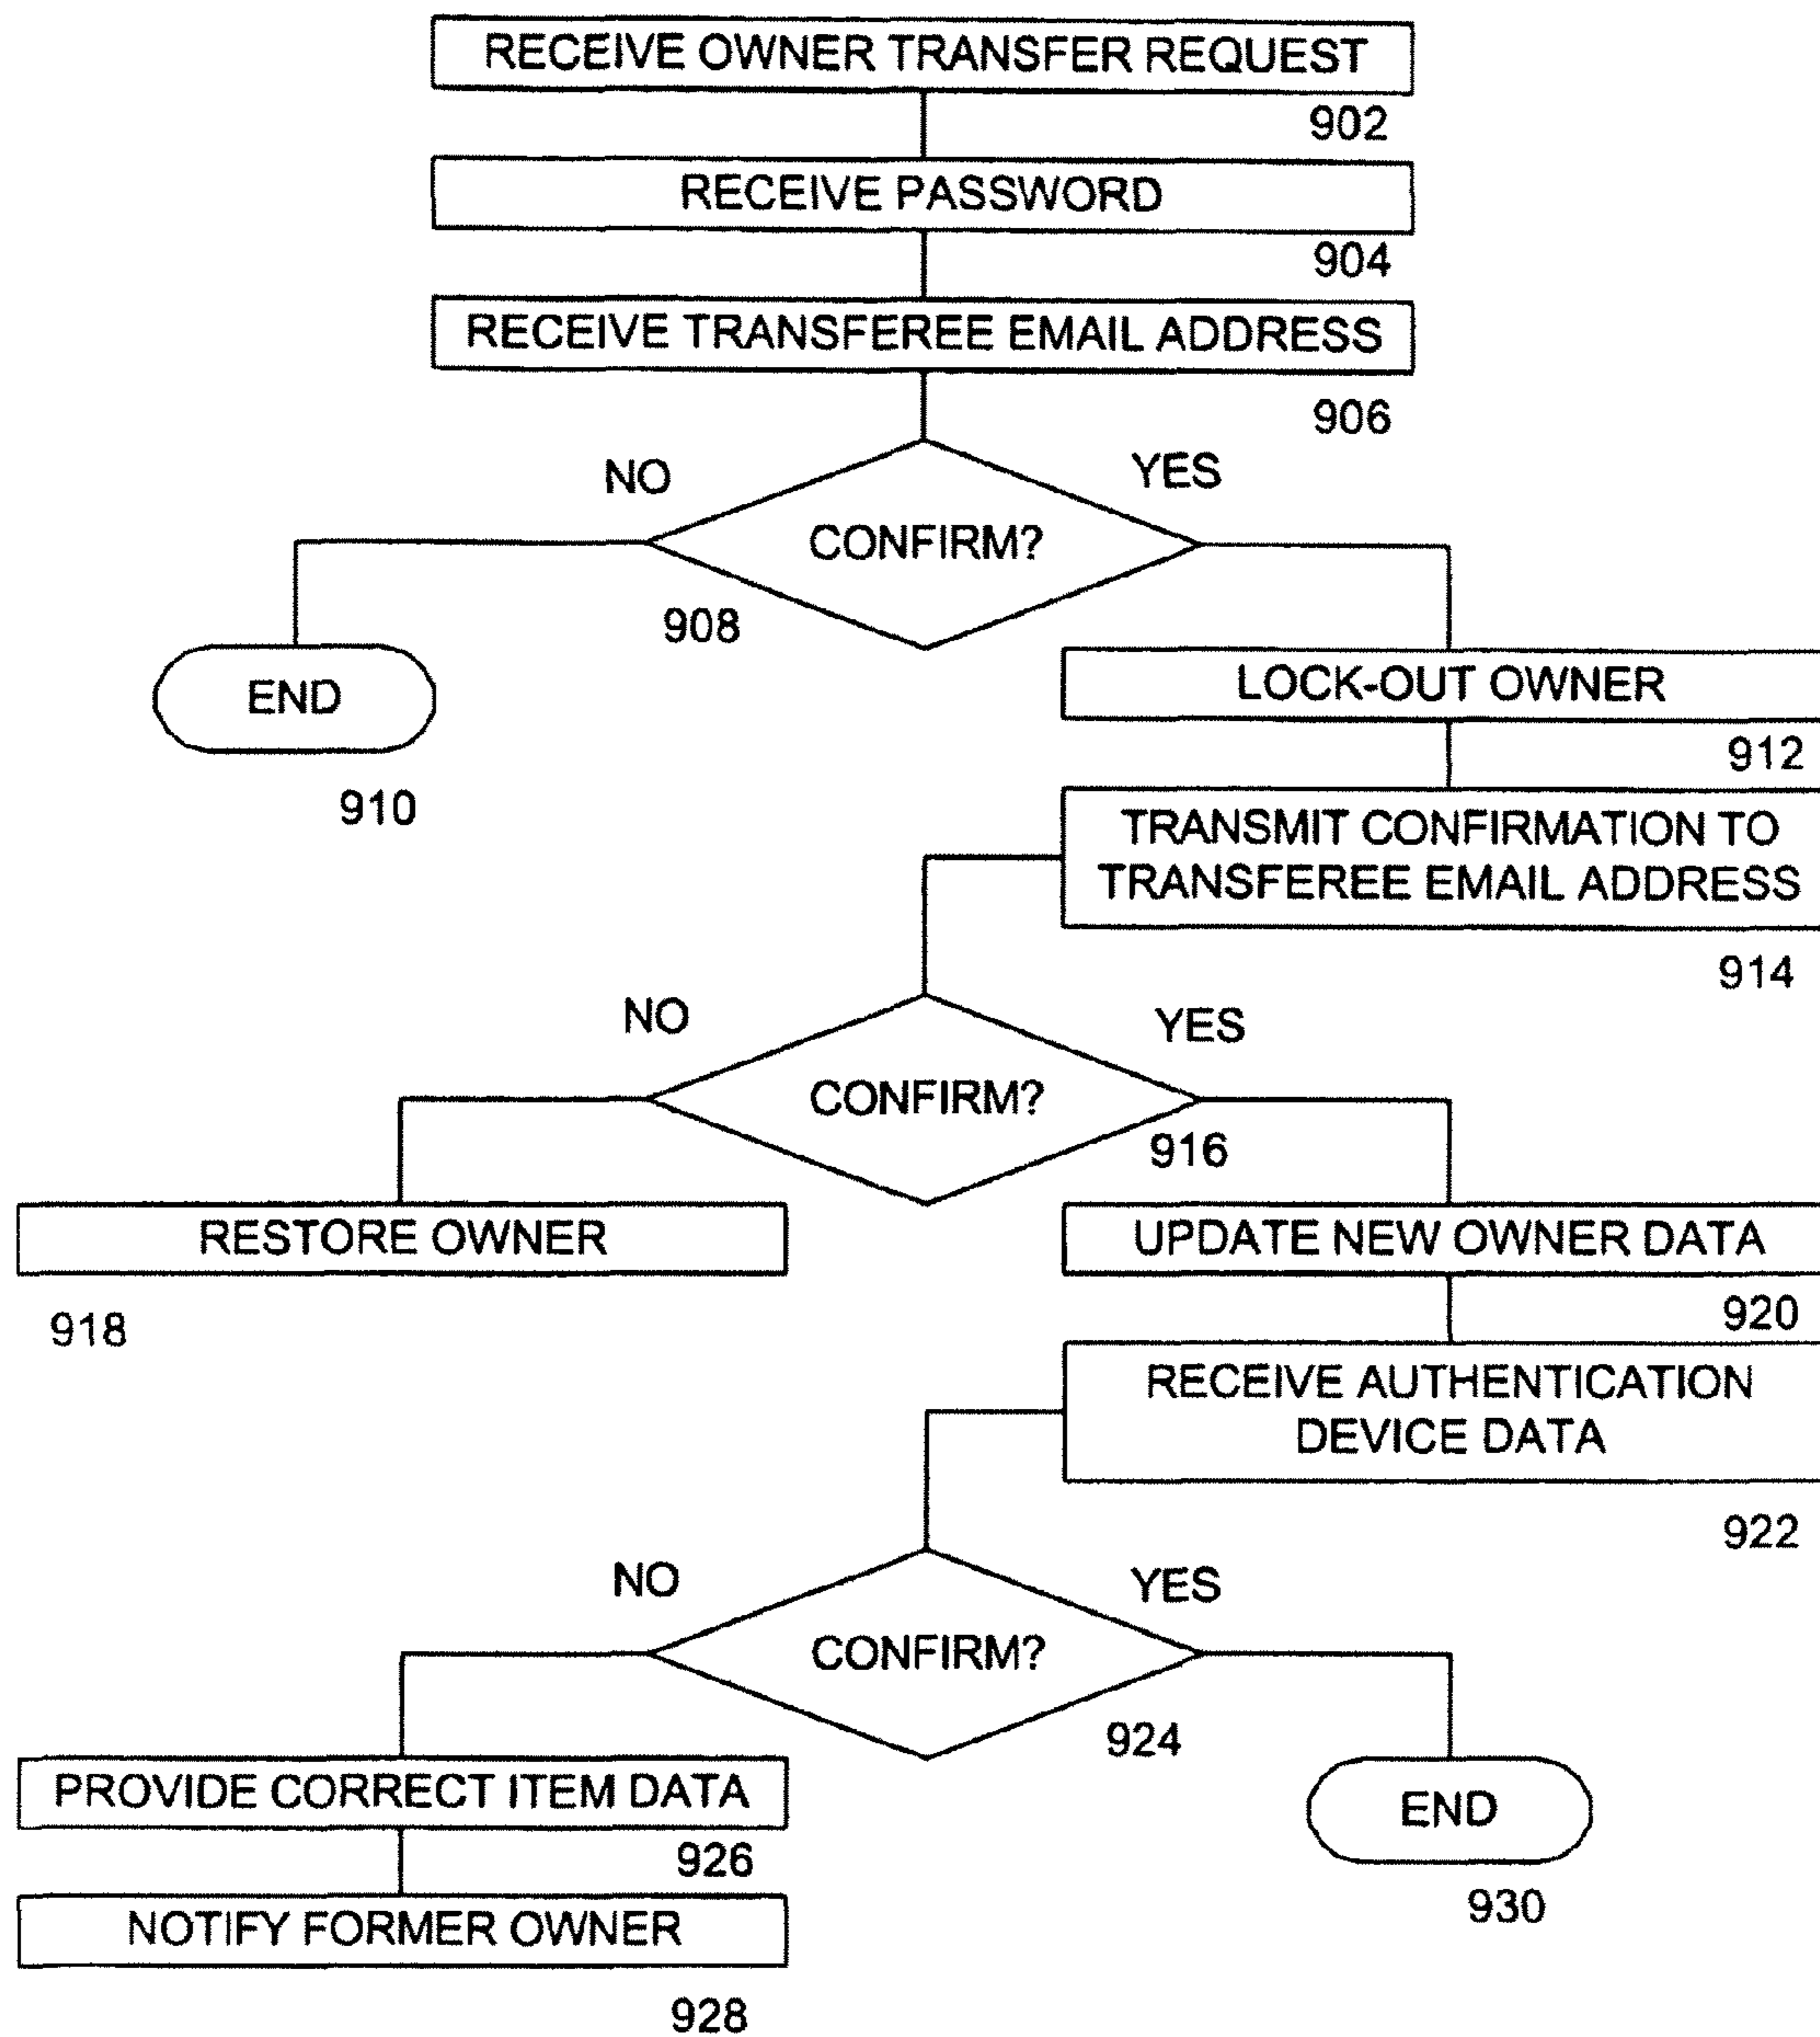 RECEIVE OWNER TRANSFER REQUEST
902
RECEIVE PASSWORD
904
RECEIVE TRANSFEREE EMAIL ADDRESS
906
NO
YES
CONFIRM?
908
END
910
LOCK-OUT OWNER
912
TRANSMIT CONFIRMATION TO
TRANSFEREE EMAIL ADDRESS
914
NO
YES
CONFIRM?
916
RESTORE OWNER
918
UPDATE NEW OWNER DATA
920
RECEIVE AUTHENTICATION
DEVICE DATA
922
NO
YES
CONFIRM?
924
PROVIDE CORRECT ITEM DATA
926
NOTIFY FORMER OWNER
928
END
930